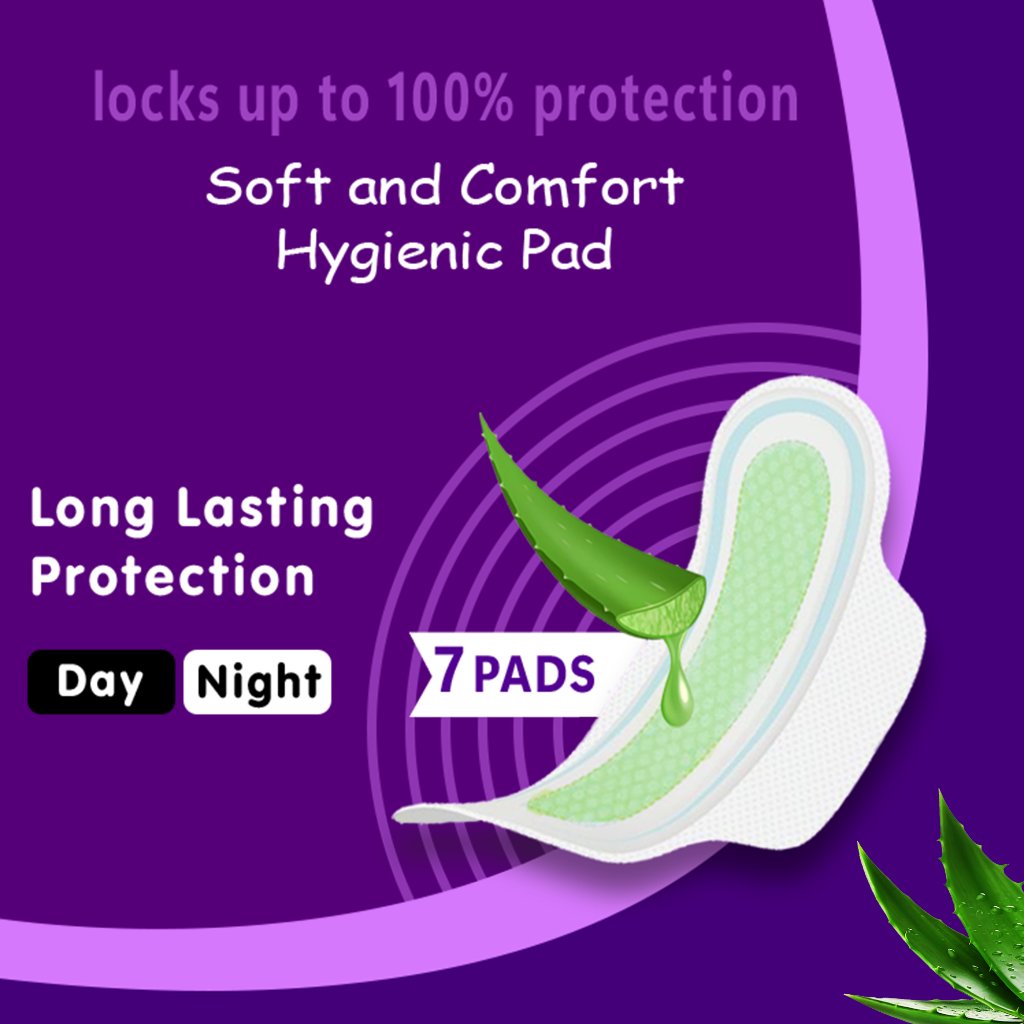 locks up to 100% protection
Soft and Comfort
Hygienic Pad
Long Lasting
Protection
Day Night
7 PADS